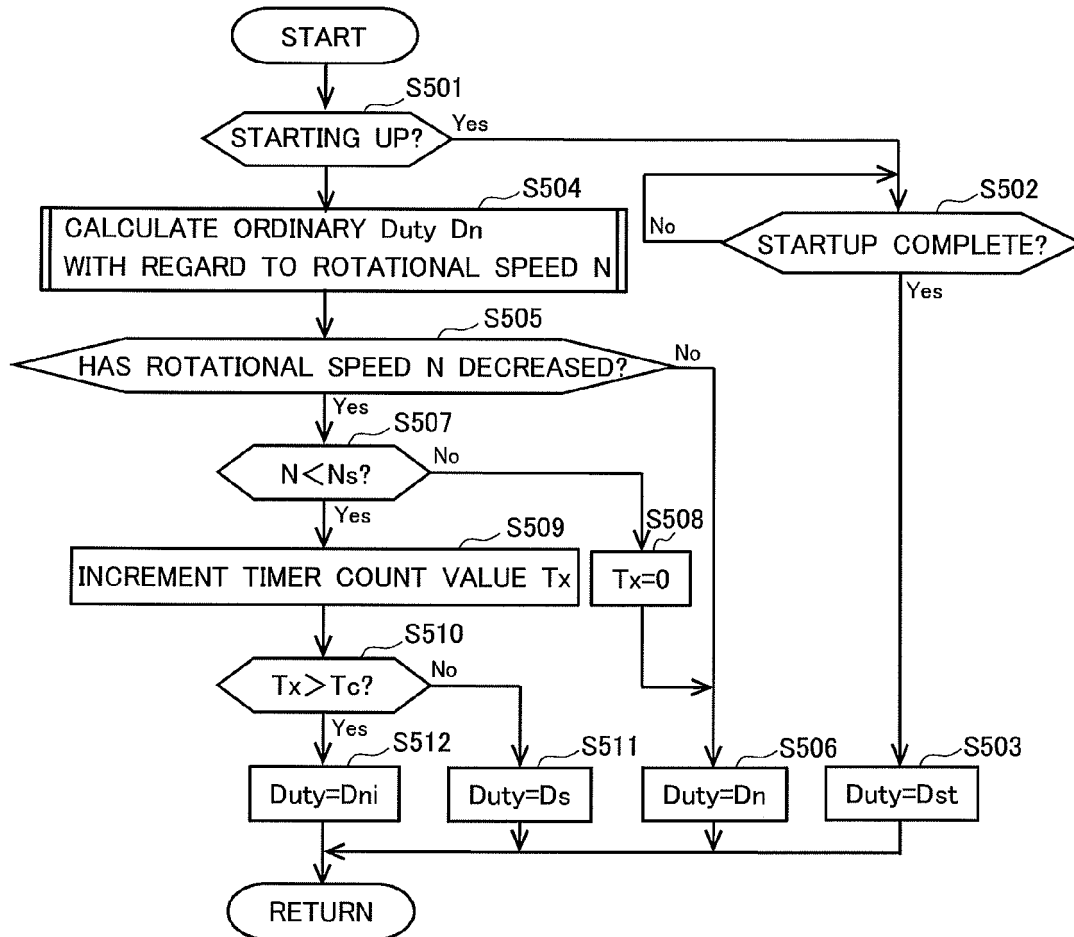 START
S501
STARTING UP?
Yes
S504
CALCULATE ORDINARY Duty Dn
WITH REGARD TO ROTATIONAL SPEED N
S502
No
STARTUP COMPLETE?
Yes
S505
HAS ROTATIONAL SPEED N DECREASED?
No
Yes
S507
N<Ns?
No
Yes
S509
INCREMENT TIMER COUNT VALUE Tx
S508
Tx=0
S510
Tx>Tc?
No
Yes
S512
Duty=Dni
S511
Duty=Ds
S506
Duty=Dn
S503
Duty=Dst
RETURN